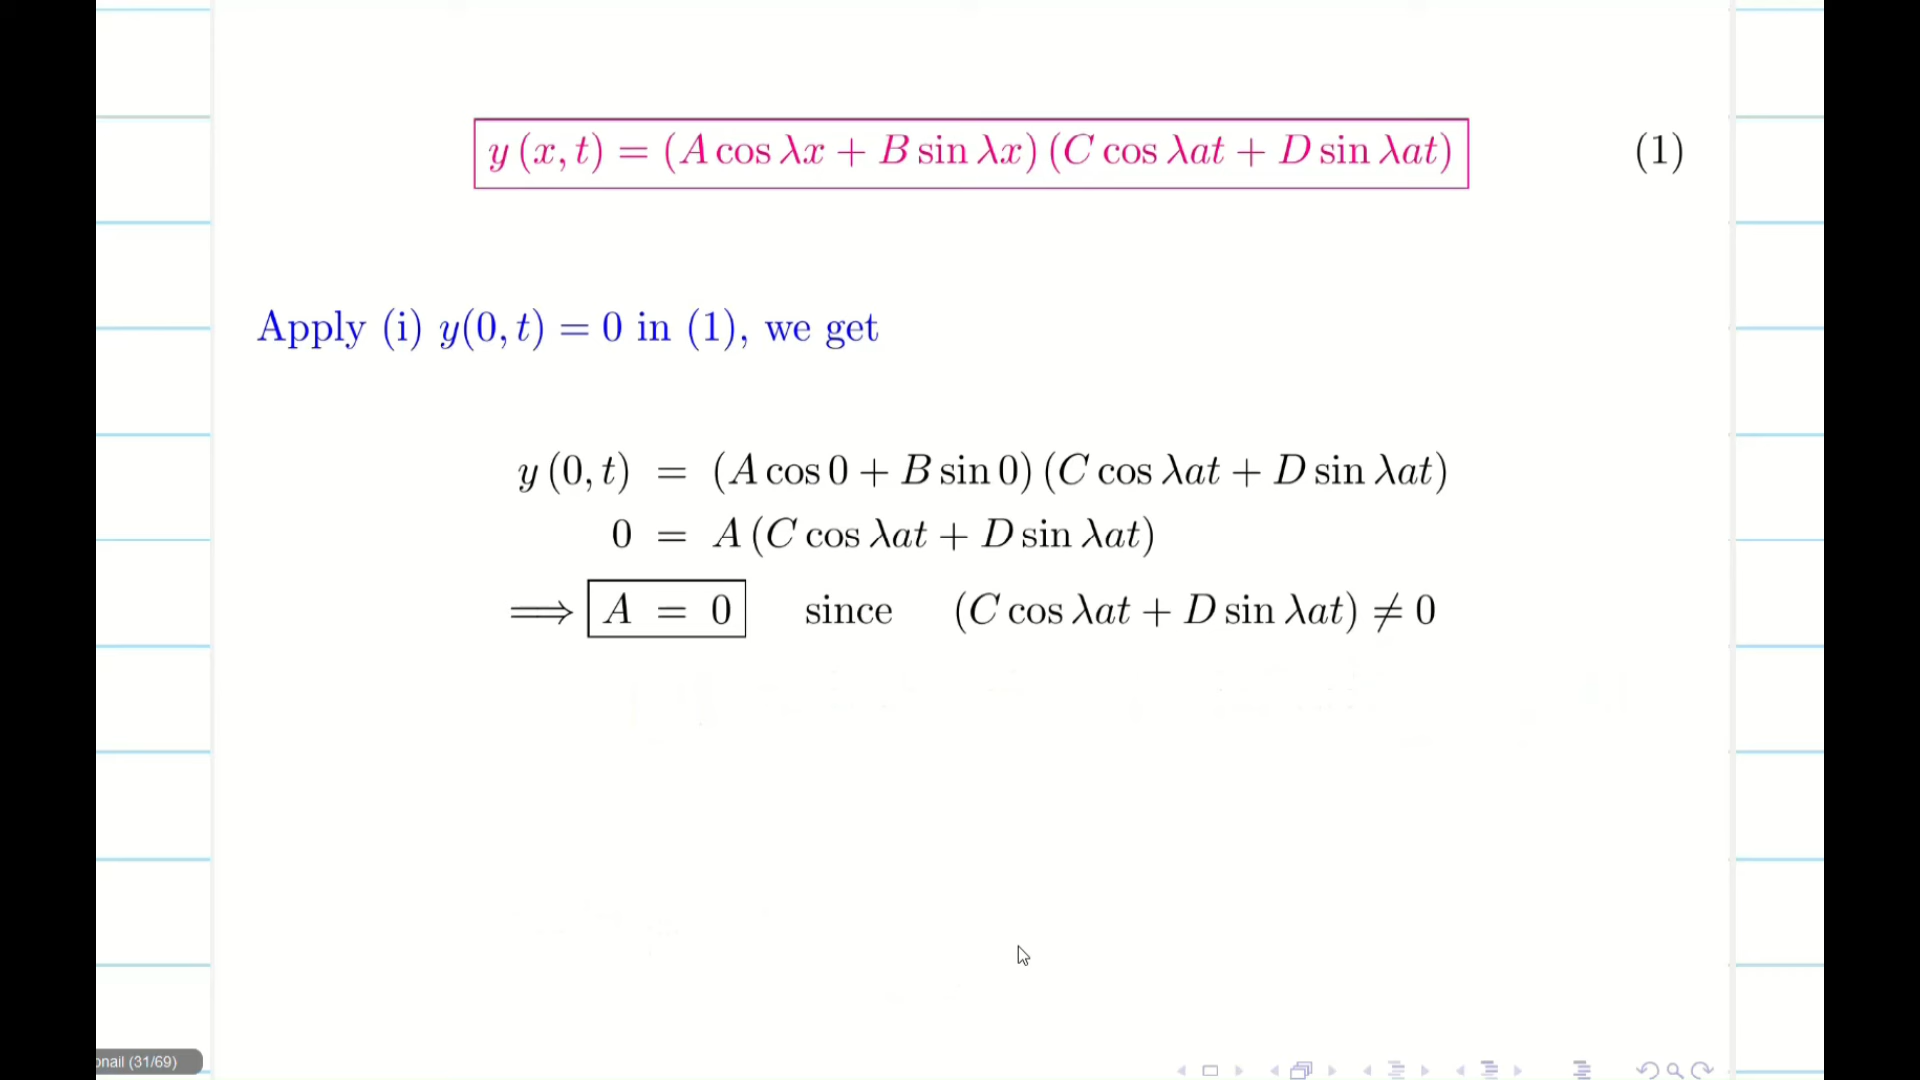 y (x, t) = (A cos λx + B sin λx) (C cos λat + D sin λat) (1)
Apply (i) y(0, t) = 0 in (1), we get
y (0, t) = (A cos 0 + B sin 0) (C cos λat + D sin λat)
0 = A (C cos λat + D sin λat)
⟹ A = 0 since (C cos λat + D sin λat) ≠ 0
(31/69)